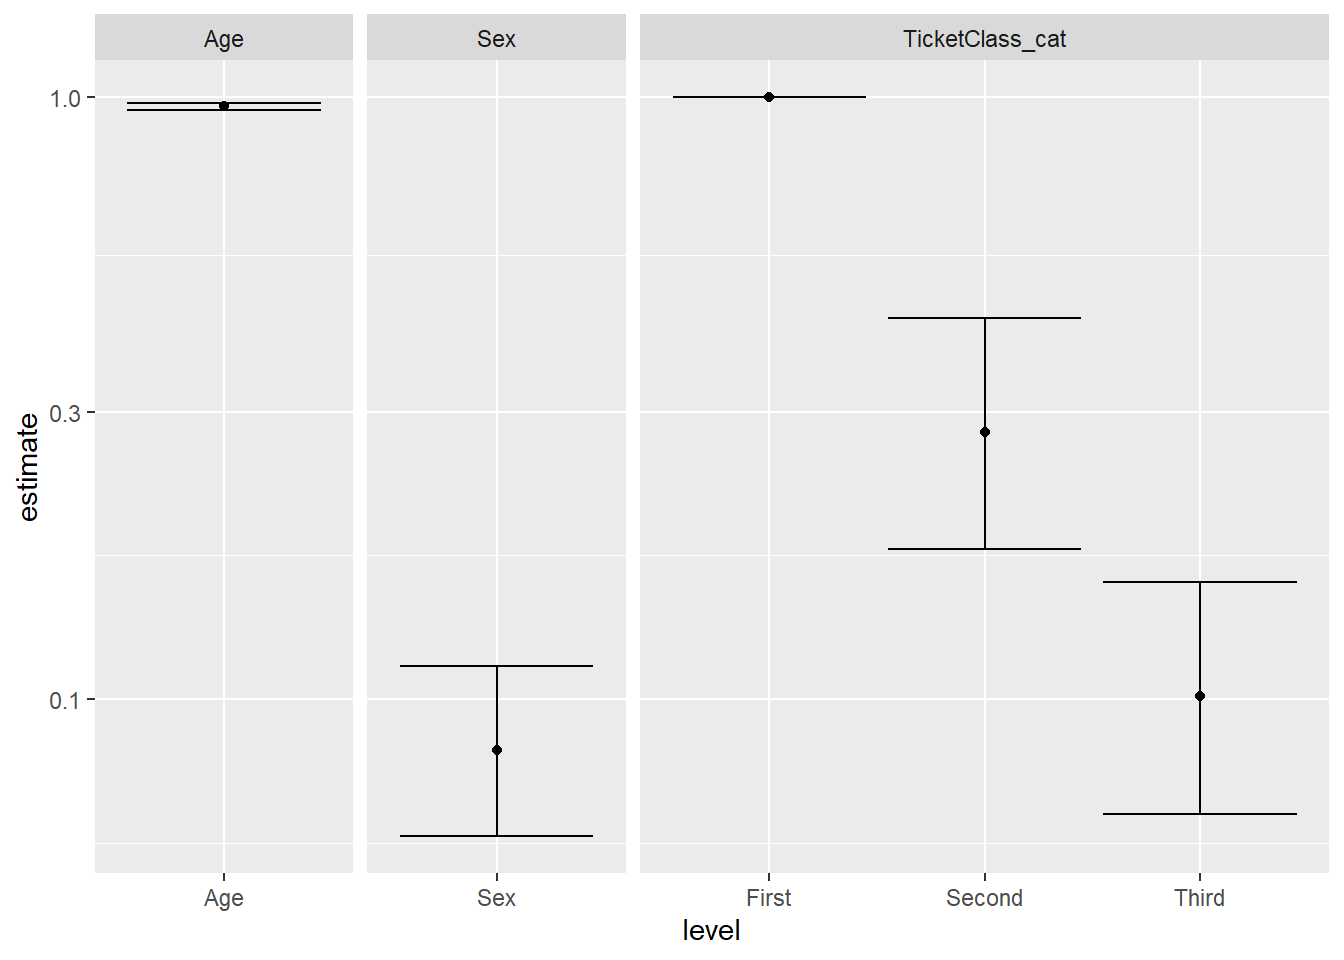 Age
Sex
TicketClass_cat
1.0
0.3
0.1
estimate
Age
Sex
First
Second
Third
level